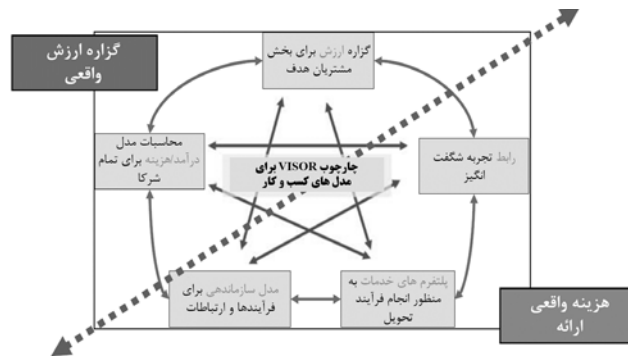 گزاره ارزش
واقعی
گزاره ارزش برای بخش
مشتریان هدف
محاسبات مدل
درآمد/هزینه برای تمام
شرکا
چارچوب VISOR برای
مدل های کسب و کار
رابط تجربه شگفت
انگیز
مدل سازماندهی برای
فرآیندها و ارتباطات
پلتفرم های خدمات به
منظور انجام فرآیند
تحویل
هزینه واقعی
ارائه